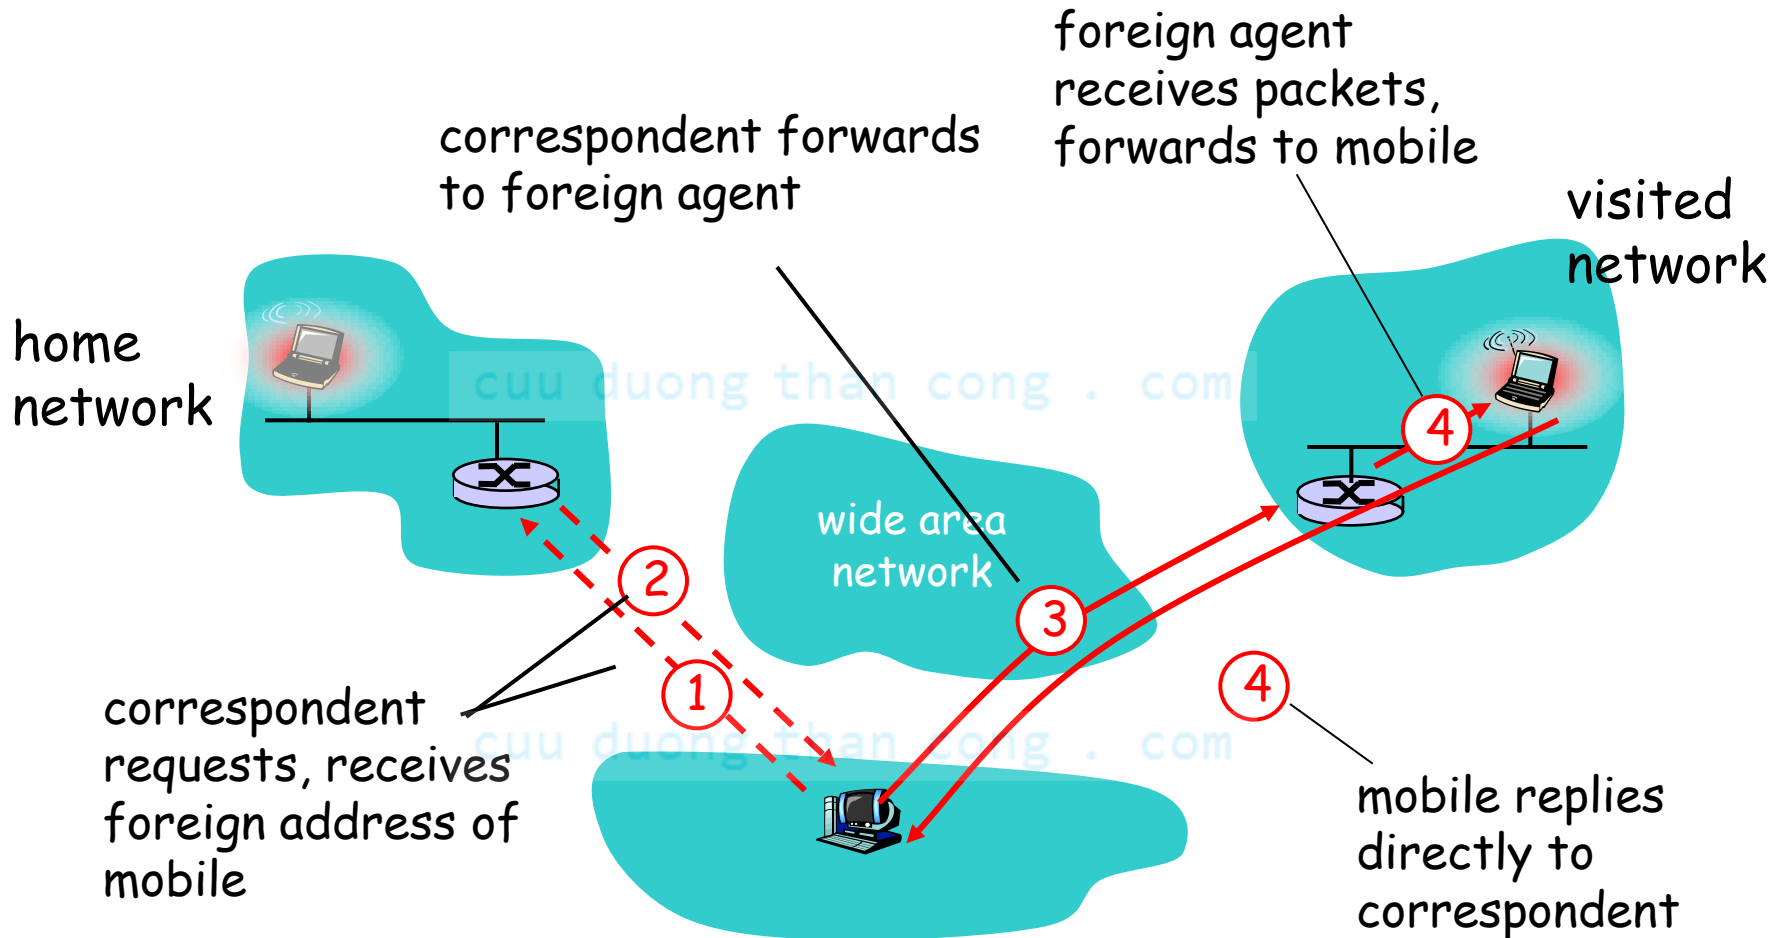 foreign agent
receives packets,
forwards to mobile
correspondent forwards
to foreign agent
visited
network
home
network
cuu duong than cong . com
4
wide area
network
2
3
1
4
correspondent
requests, receives
foreign address of
mobile
cuu duong than cong . com
mobile replies
directly to
correspondent